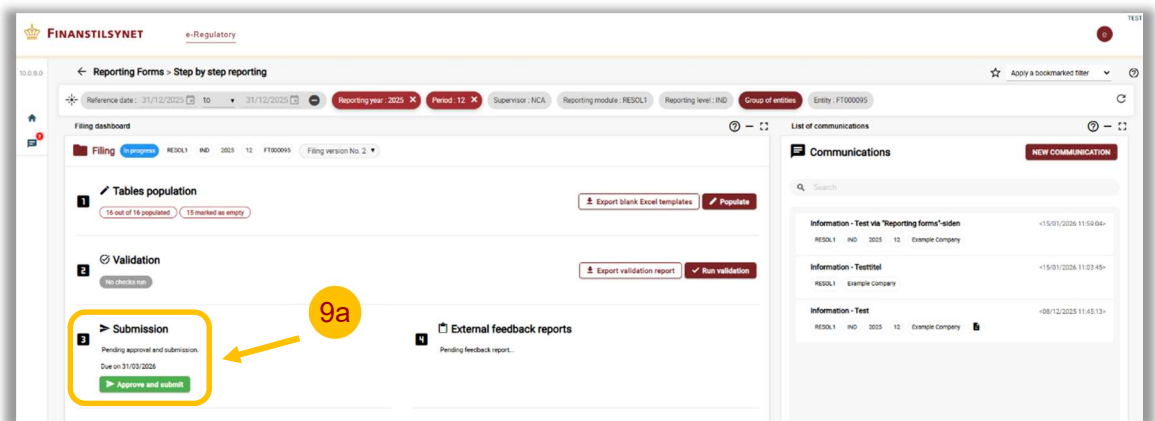 TEST
FINANSTILSYNET
e-Regulatory
e
10.0.9.0
← Reporting Forms > Step by step reporting
Apply a bookmarked filter
Reference date: 31/12/2025 to 31/12/2025 Reporting year : 2025 X Period : 12 X Supervisor : NCA Reporting module : RESOL1 Reporting level : IND Group of entities Entity : FT000095
Filing dashboard
Filing In progress RESOL1 IND 2025 12 FT000095 Filing version No. 2
1 Tables population
16 out of 16 populated 15 marked as empty
Export blank Excel templates Populate
2 Validation
No checks run
Export validation report Run validation
9a
3 Submission
Pending approval and submission.
Due on 31/03/2026
Approve and submit
4 External feedback reports
Pending feedback report...
List of communications
Communications NEW COMMUNICATION
Search
Information - Test via "Reporting forms"-siden <15/01/2026 11:59:04>
RESOL1 IND 2025 12 Example Company
Information - Testtitel <15/01/2026 11:03:45>
RESOL1 Example Company
Information - Test <08/12/2025 11:45:13>
RESOL1 IND 2025 12 Example Company